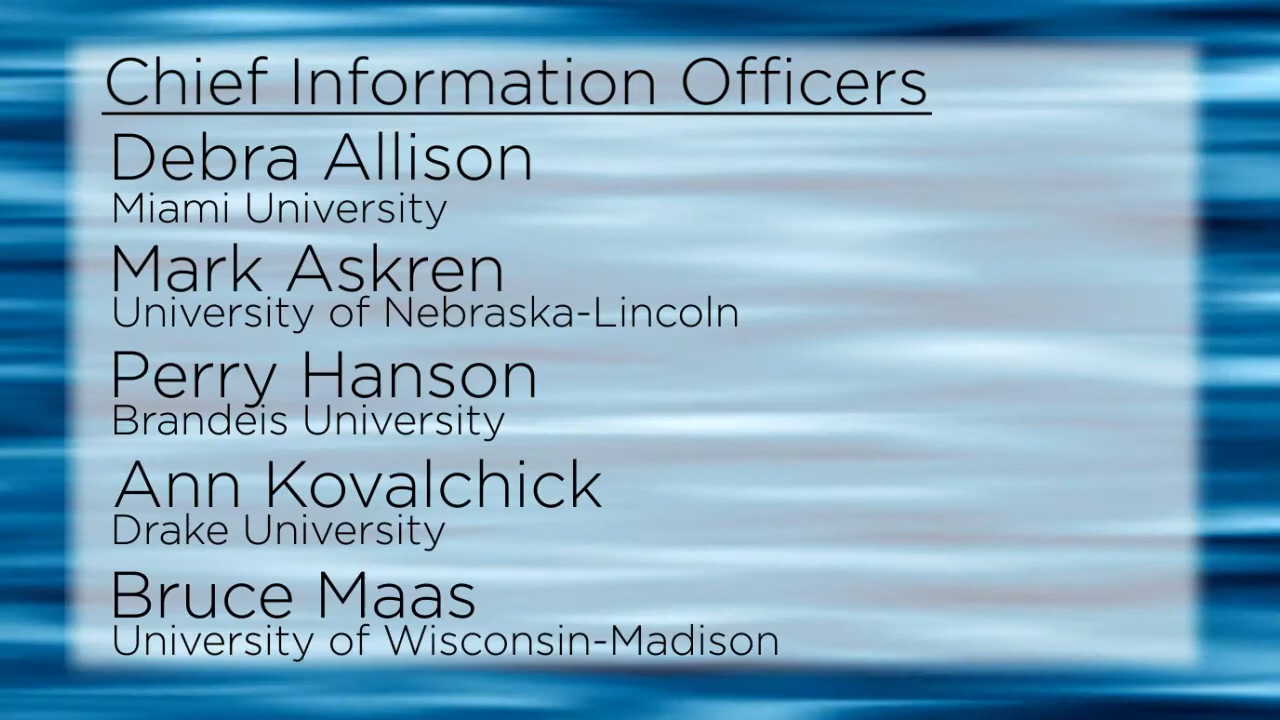 Chief Information Officers
Debra Allison
Miami University
Mark Askren
University of Nebraska-Lincoln
Perry Hanson
Brandeis University
Ann Kovalchick
Drake University
Bruce Maas
University of Wisconsin-Madison